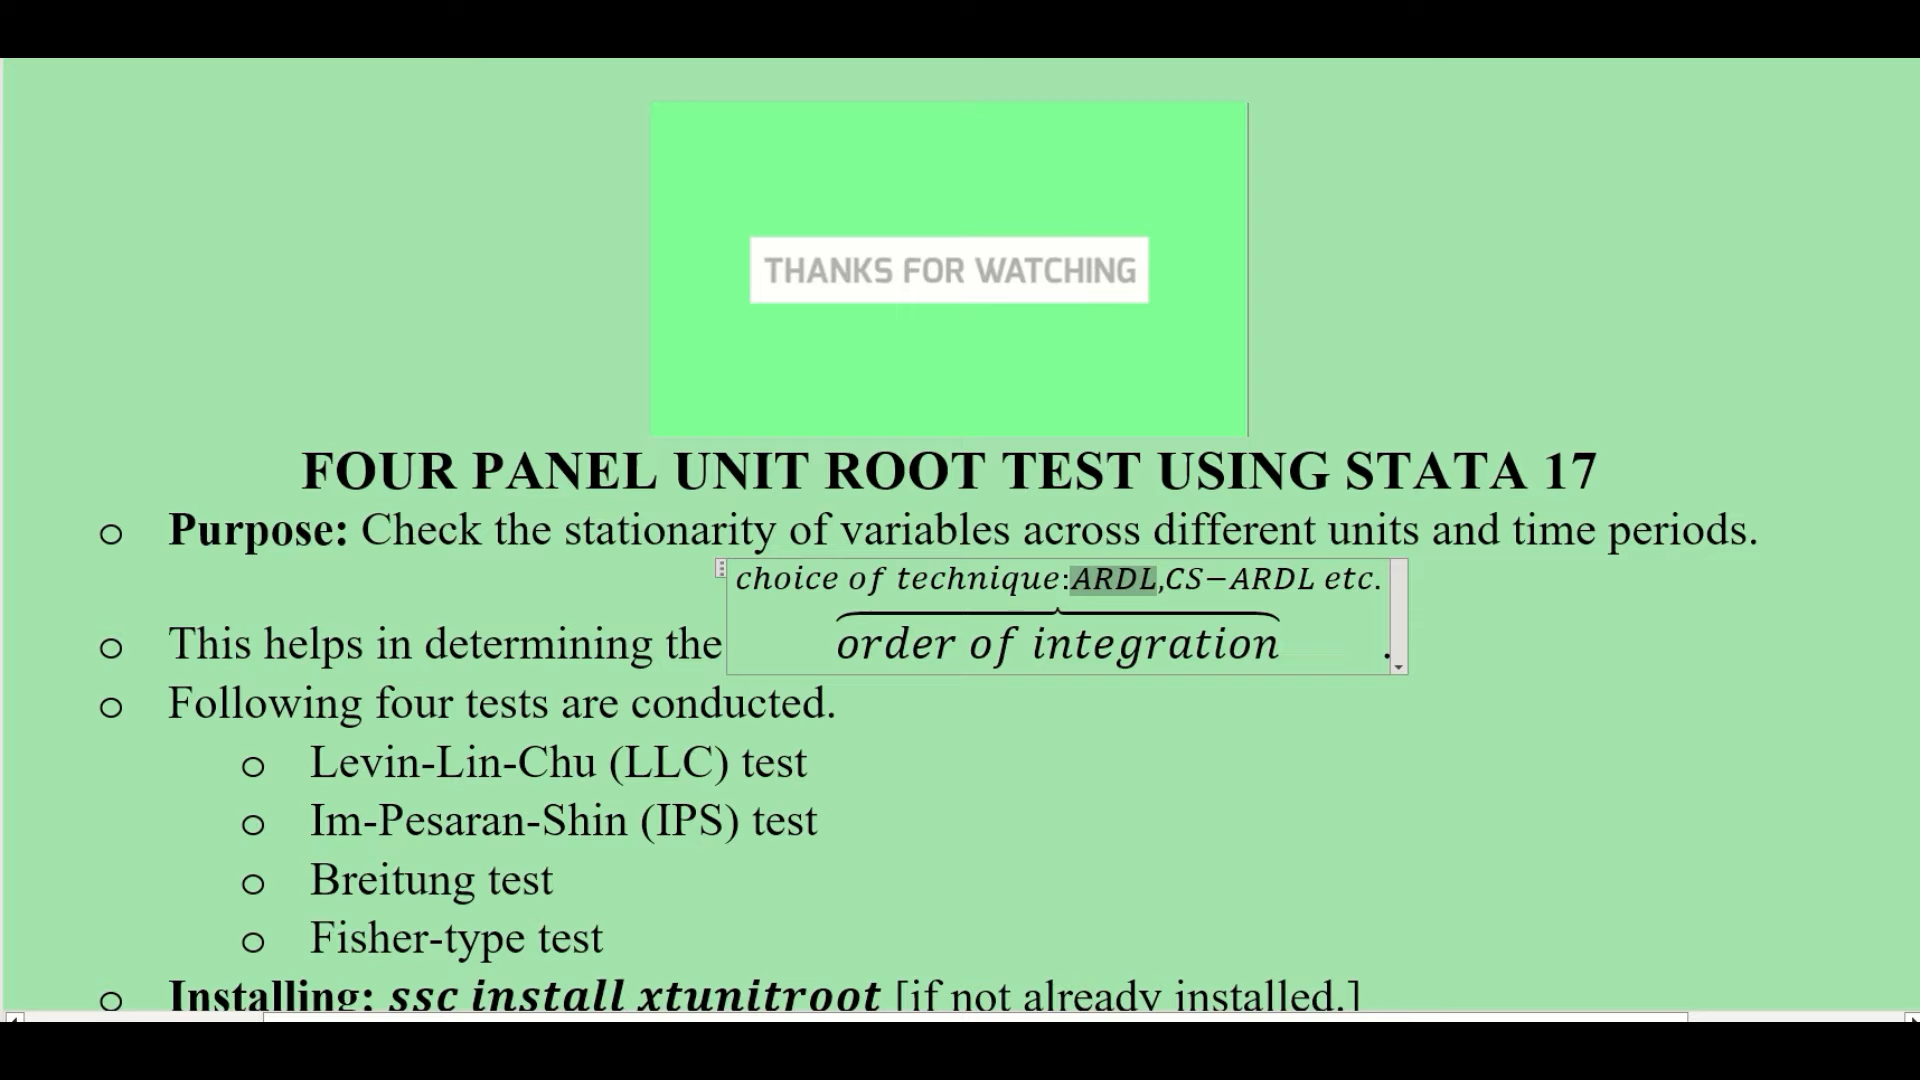 THANKS FOR WATCHING
FOUR PANEL UNIT ROOT TEST USING STATA 17
o Purpose: Check the stationarity of variables across different units and time periods.
choice of technique:ARDL,CS−ARDL etc.
o This helps in determining the order of integration .
o Following four tests are conducted.
o Levin-Lin-Chu (LLC) test
o Im-Pesaran-Shin (IPS) test
o Breitung test
o Fisher-type test
o Installing: ssc install xtunitroot [if not already installed.]